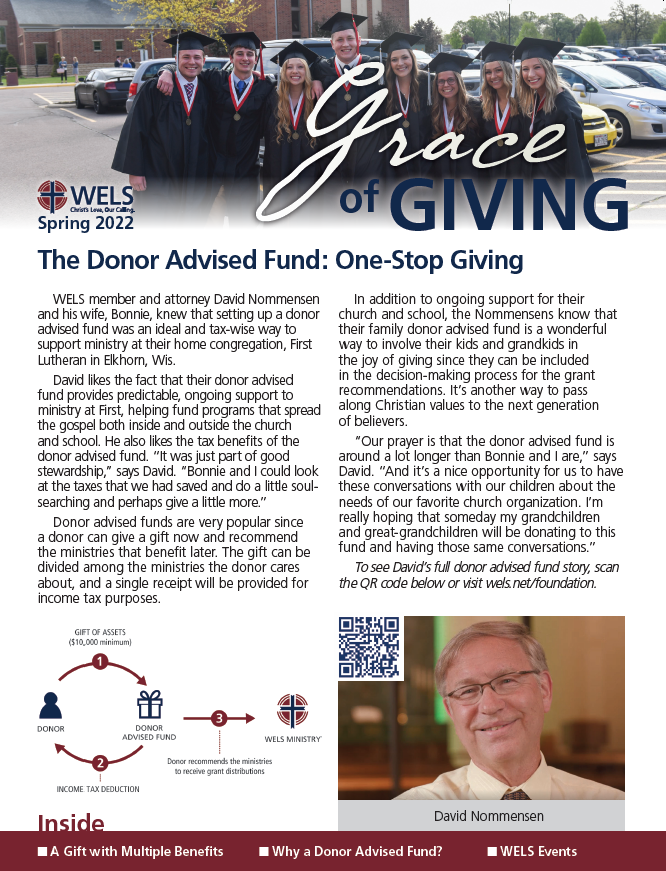 Grace
of GIVING
WELS
Christ's Love, Our Calling.
Spring 2022
The Donor Advised Fund: One-Stop Giving
WELS member and attorney David Nommensen
and his wife, Bonnie, knew that setting up a donor
advised fund was an ideal and tax-wise way to
support ministry at their home congregation, First
Lutheran in Elkhorn, Wis.
David likes the fact that their donor advised
fund provides predictable, ongoing support to
ministry at First, helping fund programs that spread
the gospel both inside and outside the church
and school. He also likes the tax benefits of the
donor advised fund. “It was just part of good
stewardship,” says David. “Bonnie and I could look
at the taxes that we had saved and do a little soul-
searching and perhaps give a little more.”
Donor advised funds are very popular since
a donor can give a gift now and recommend
the ministries that benefit later. The gift can be
divided among the ministries the donor cares
about, and a single receipt will be provided for
income tax purposes.
In addition to ongoing support for their
church and school, the Nommensens know that
their family donor advised fund is a wonderful
way to involve their kids and grandkids in
the joy of giving since they can be included
in the decision-making process for the grant
recommendations. It’s another way to pass
along Christian values to the next generation
of believers.
“Our prayer is that the donor advised fund is
around a lot longer than Bonnie and I are,” says
David. “And it’s a nice opportunity for us to have
these conversations with our children about the
needs of our favorite church organization. I’m
really hoping that someday my grandchildren
and great-grandchildren will be donating to this
fund and having those same conversations.”
To see David’s full donor advised fund story, scan
the QR code below or visit wels.net/foundation.
GIFT OF ASSETS
($10,000 minimum)
1
DONOR
DONOR
ADVISED FUND
3
WELS MINISTRY
2
Donor recommends the ministries
to receive grant distributions
INCOME TAX DEDUCTION
David Nommensen
Inside
A Gift with Multiple Benefits
Why a Donor Advised Fund?
WELS Events